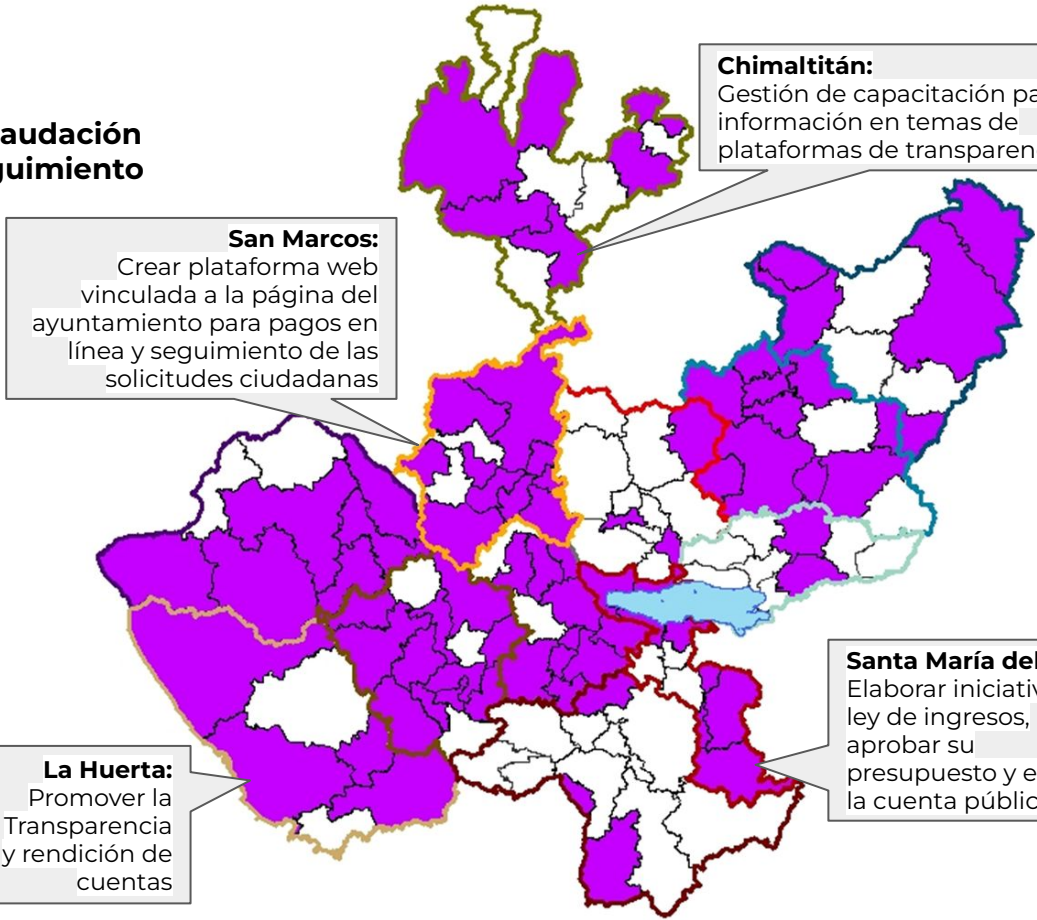 audación
guimiento
Chimaltitán:
Gestión de capacitación pa
información en temas de
plataformas de transparen
San Marcos:
Crear plataforma web
vinculada a la página del
ayuntamiento para pagos en
línea y seguimiento de las
solicitudes ciudadanas
Santa María del
Elaborar iniciativ
ley de ingresos,
aprobar su
presupuesto y e
la cuenta públic
La Huerta:
Promover la
Transparencia
y rendición de
cuentas